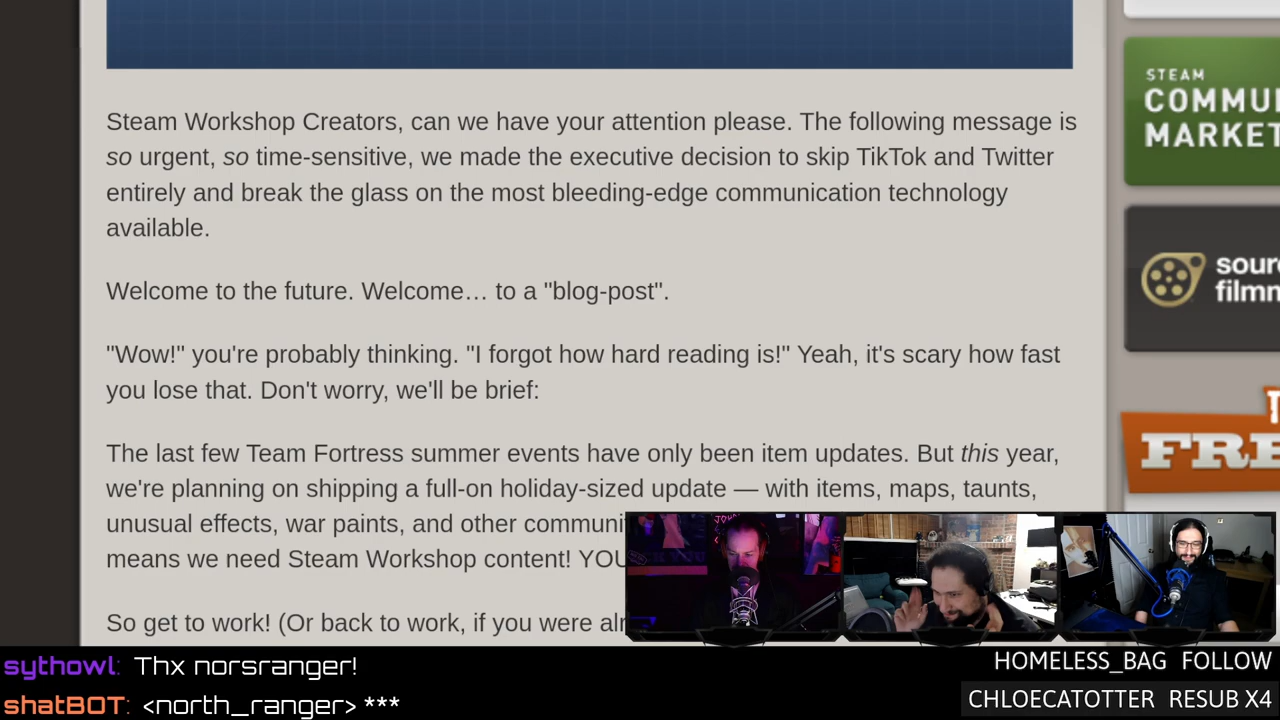 Steam Workshop Creators, can we have your attention please. The following message is
so urgent, so time-sensitive, we made the executive decision to skip TikTok and Twitter
entirely and break the glass on the most bleeding-edge communication technology
available.
Welcome to the future. Welcome… to a "blog-post".
"Wow!" you're probably thinking. "I forgot how hard reading is!" Yeah, it's scary how fast
you lose that. Don't worry, we'll be brief:
The last few Team Fortress summer events have only been item updates. But this year,
we're planning on shipping a full-on holiday-sized update — with items, maps, taunts,
unusual effects, war paints, and other communi
means we need Steam Workshop content! YOU
So get to work! (Or back to work, if you were alr
STEAM
COMMU
MARKET
sour
filmn
FRE
sythowl: Thx norsranger!
shatBOT: <north_ranger> ***
HOMELESS_BAG FOLLOW
CHLOECATOTTER RESUB X4